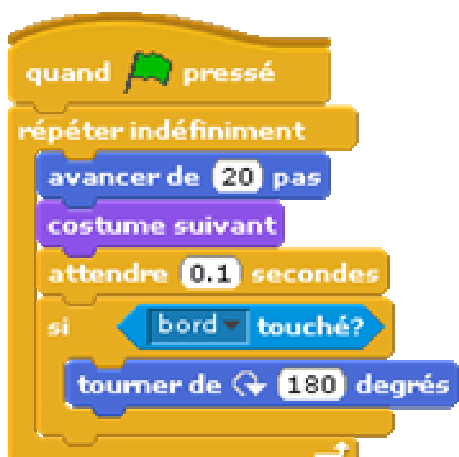 quand pressé
répéter indéfiniment
avancer de 20 pas
costume suivant
attendre 0.1 secondes
si bord touché?
tourner de 180 degrés